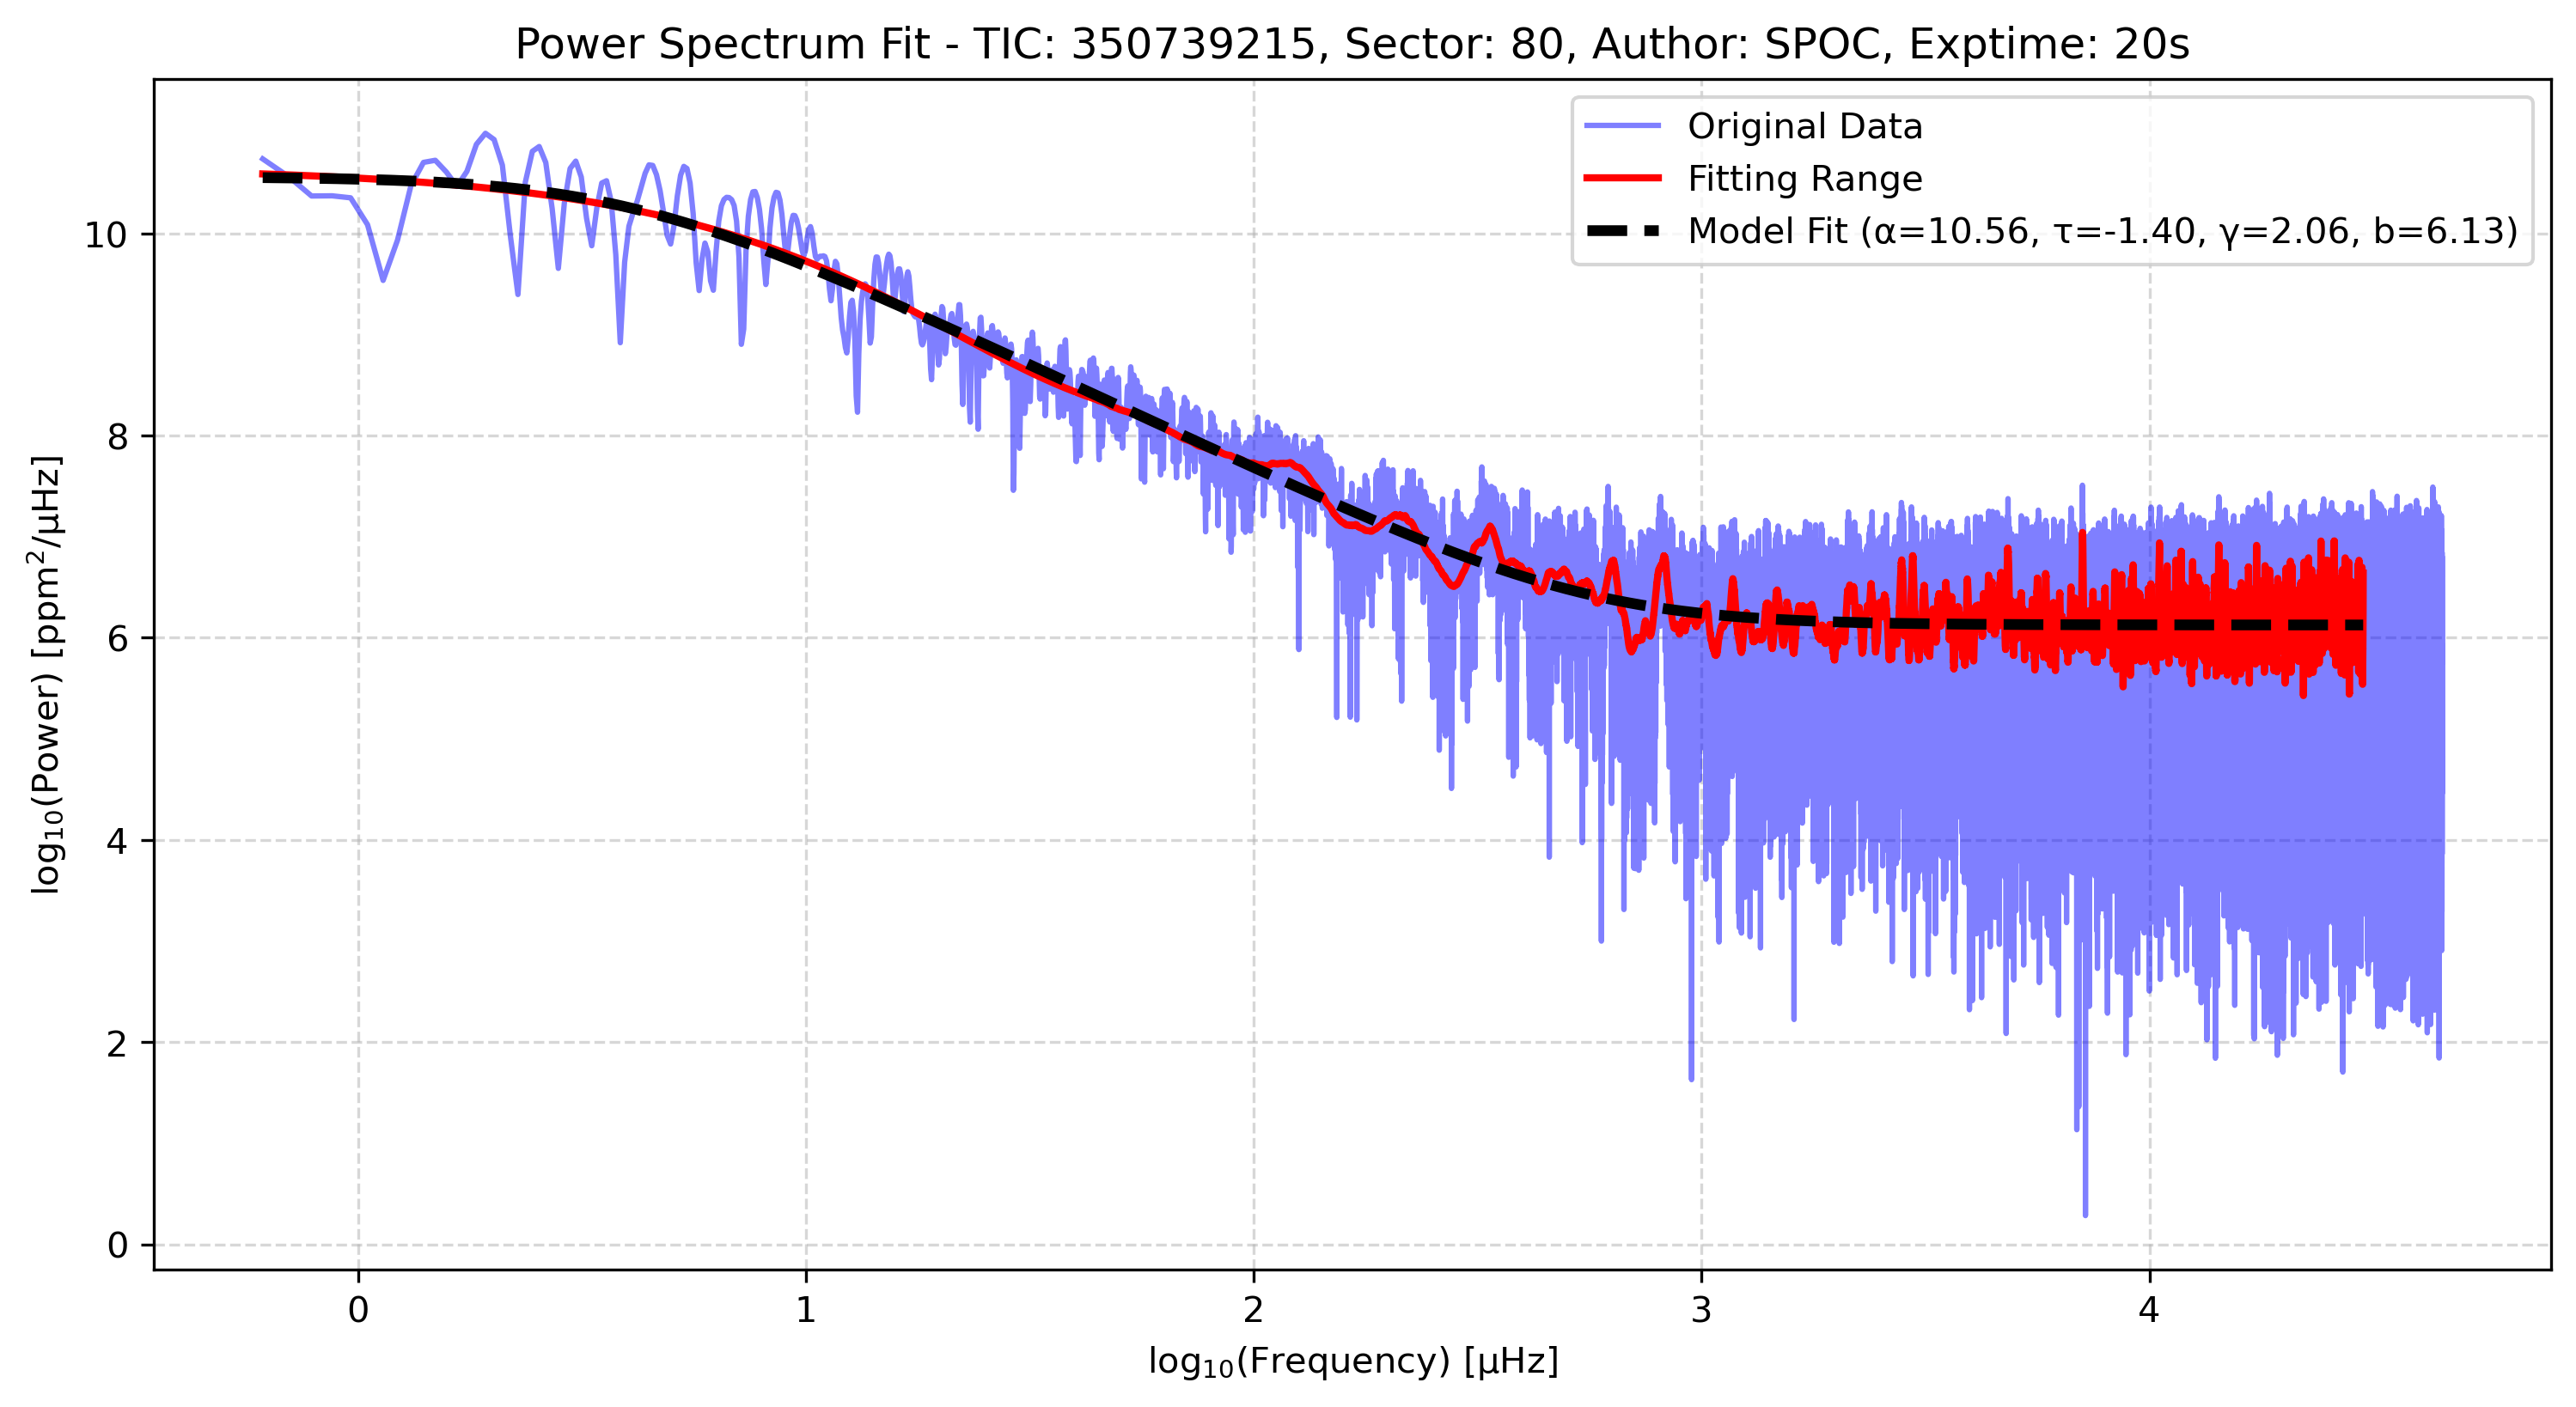 Power Spectrum Fit - TIC: 350739215, Sector: 80, Author: SPOC, Exptime: 20s
Original Data
Fitting Range
Model Fit (α=10.56, τ=-1.40, γ=2.06, b=6.13)
log₁₀(Power) [ppm²/μHz]
10
8
6
4
2
0
0 1 2 3 4
log₁₀(Frequency) [μHz]